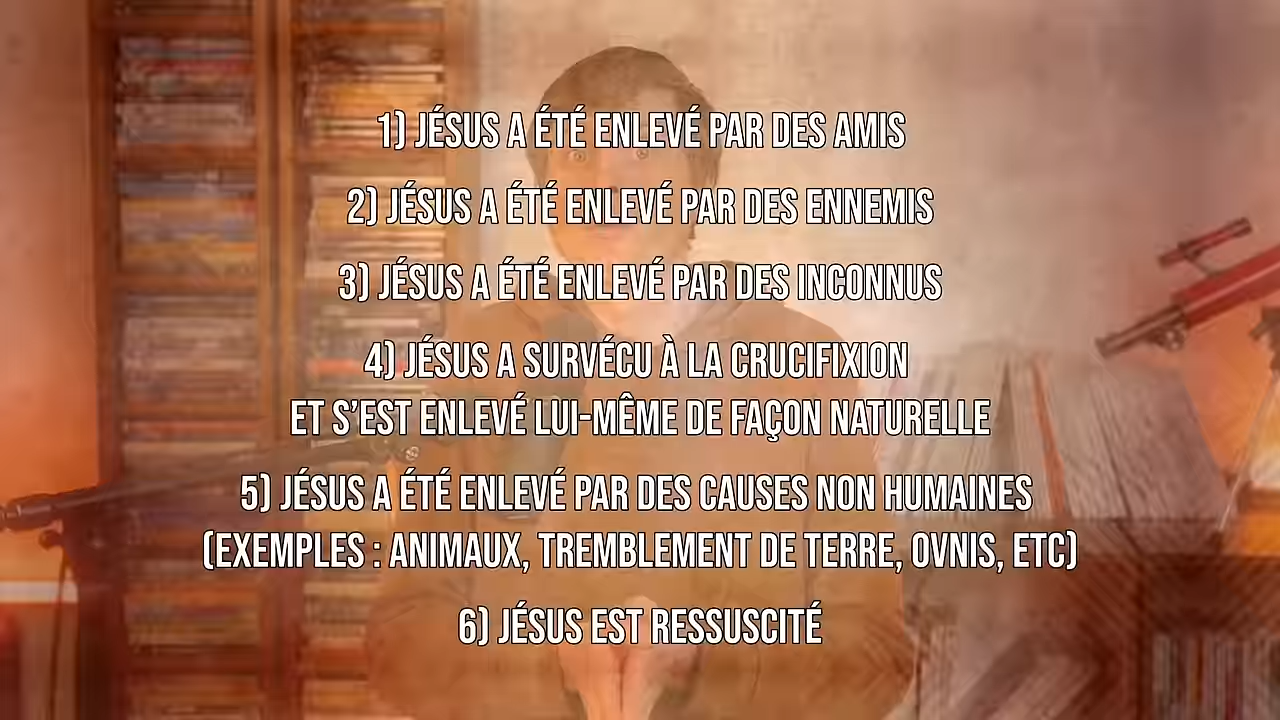 1) JÉSUS A ÉTÉ ENLEVÉ PAR DES AMIS
2) JÉSUS A ÉTÉ ENLEVÉ PAR DES ENNEMIS
3) JÉSUS A ÉTÉ ENLEVÉ PAR DES INCONNUS
4) JÉSUS A SURVÉCU À LA CRUCIFIXION
ET S'EST ENLEVÉ LUI-MÊME DE FAÇON NATURELLE
5) JÉSUS A ÉTÉ ENLEVÉ PAR DES CAUSES NON HUMAINES
(EXEMPLES : ANIMAUX, TREMBLEMENT DE TERRE, OVNIS, ETC)
6) JÉSUS EST RESSUSCITÉ